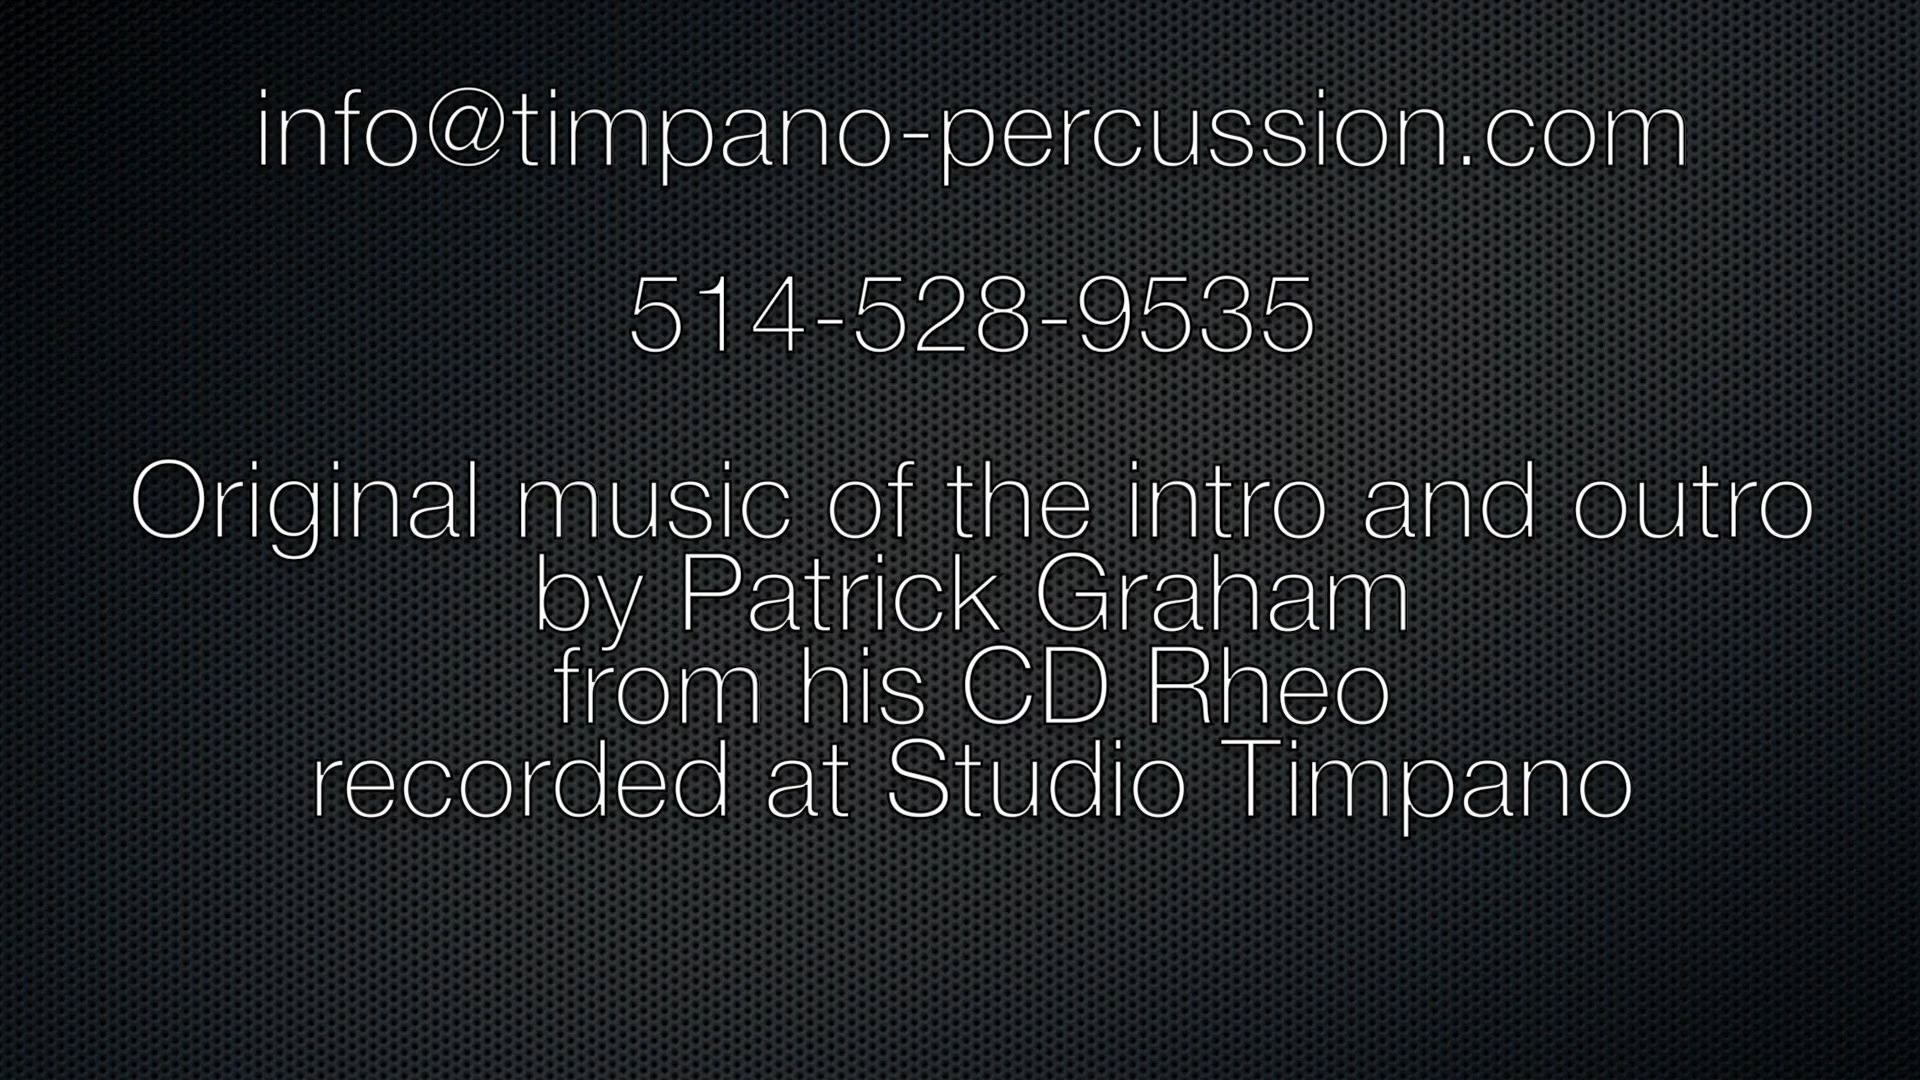 info@timpano-percussion.com
514-528-9535
Original music of the intro and outro
by Patrick Graham
from his CD Rheo
recorded at Studio Timpano